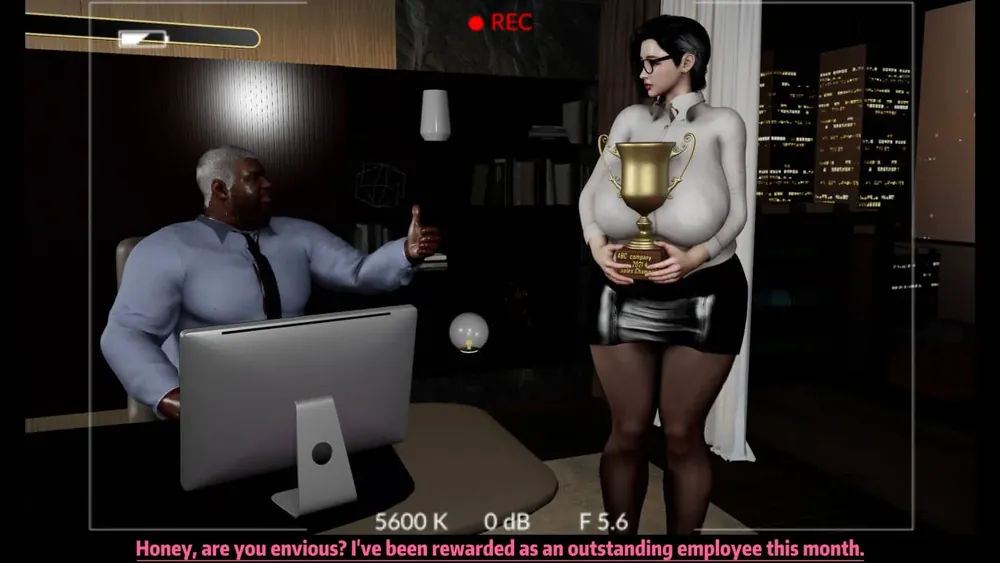 REC
ABC company
2021
sales
5600 K 0 dB F 5.6
Honey, are you envious? I've been rewarded as an outstanding employee this month.